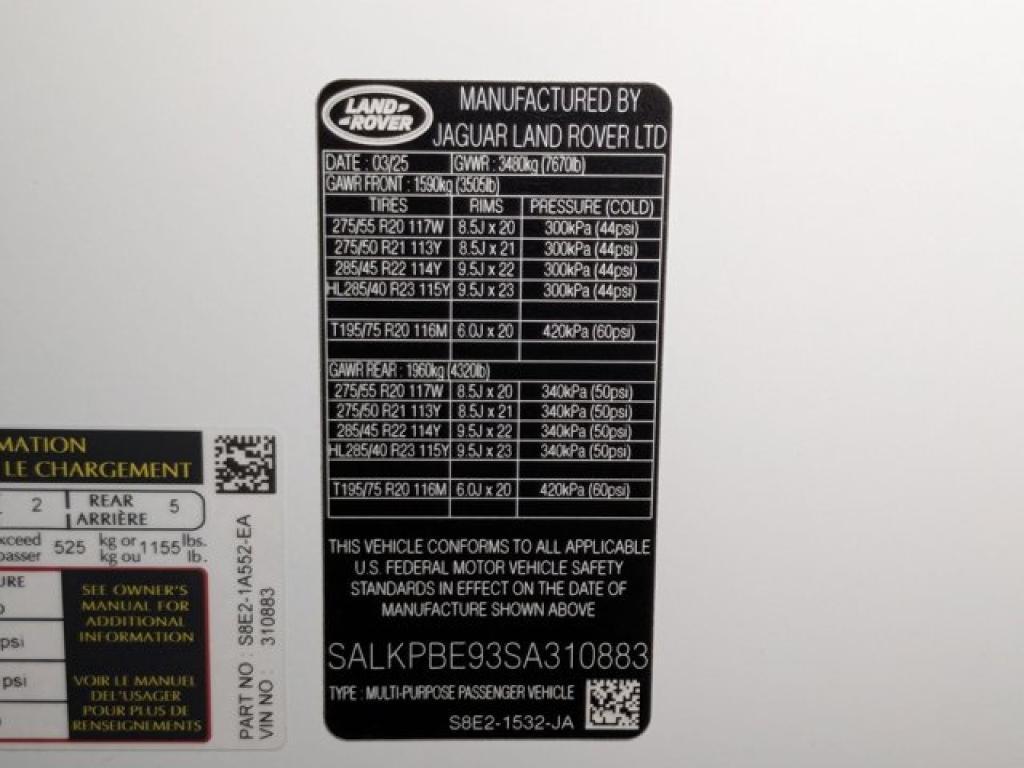 LAND-
-ROVER
MANUFACTURED BY
JAGUAR LAND ROVER LTD
DATE : 03/25 GVWR : 3480kg (7670lb)
GAWR FRONT : 1590kg (3505lb)
TIRES RIMS PRESSURE (COLD)
275/55 R20 117W 8.5J x 20 300kPa (44psi)
275/50 R21 113Y 8.5J x 21 300kPa (44psi)
285/45 R22 114Y 9.5J x 22 300kPa (44psi)
HL285/40 R23 115Y 9.5J x 23 300kPa (44psi)
T195/75 R20 116M 6.0J x 20 420kPa (60psi)
GAWR REAR : 1960kg (4320lb)
275/55 R20 117W 8.5J x 20 340kPa (50psi)
275/50 R21 113Y 8.5J x 21 340kPa (50psi)
285/45 R22 114Y 9.5J x 22 340kPa (50psi)
HL285/40 R23 115Y 9.5J x 23 340kPa (50psi)
T195/75 R20 116M 6.0J x 20 420kPa (60psi)
THIS VEHICLE CONFORMS TO ALL APPLICABLE
U.S. FEDERAL MOTOR VEHICLE SAFETY
STANDARDS IN EFFECT ON THE DATE OF
MANUFACTURE SHOWN ABOVE
SALKPBE93SA310883
TYPE : MULTI-PURPOSE PASSENGER VEHICLE
S8E2-1532-JA
MATION
LE CHARGEMENT
2 REAR 5
ARRIÈRE
xceed 525 kg or 1155 lbs.
passer kg ou lb.
URE
psi
psi
SEE OWNER'S
MANUAL FOR
ADDITIONAL
INFORMATION
VOIR LE MANUEL
DEL'USAGER
POUR PLUS DE
RENSEIGNEMENTS
PART NO : S8E2-1A552-EA
VIN NO : 310883